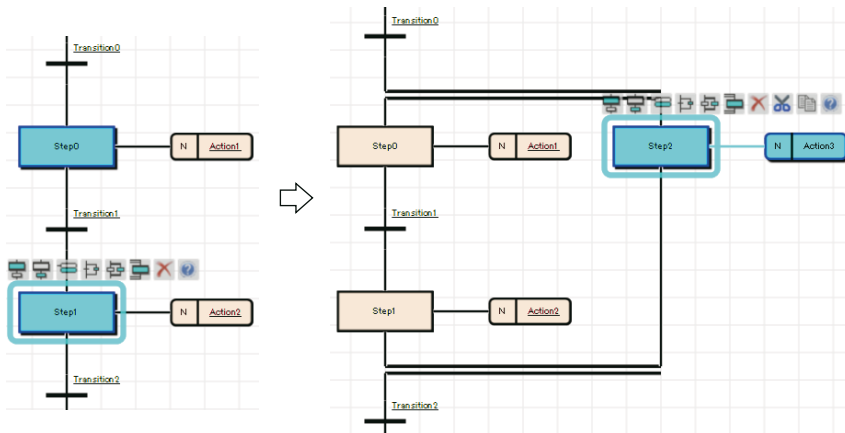 Transition0
Step0
N Action1
Transition1
Step1
N Action2
Transition2
Transition0
Step0
N Action1
Step2
N Action3
Transition1
Step1
N Action2
Transition2